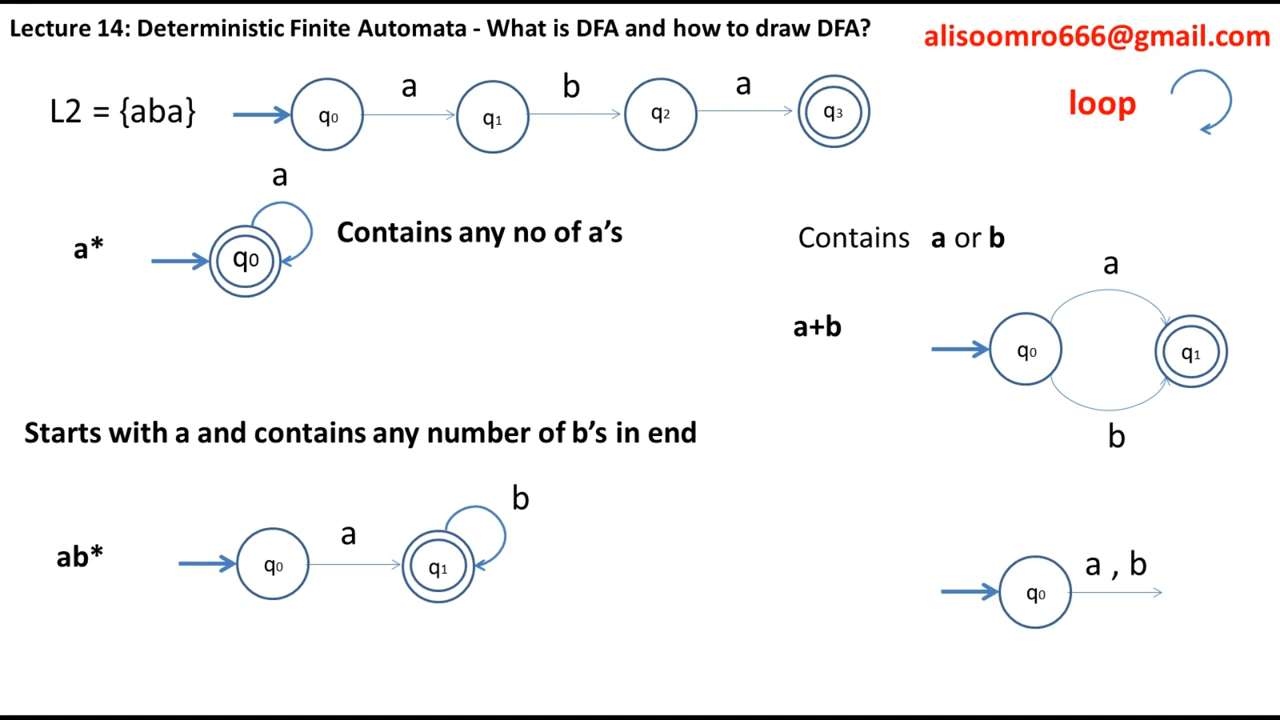 Lecture 14: Deterministic Finite Automata - What is DFA and how to draw DFA?
alisoomro666@gmail.com
L2 = {aba}
q0
a
q1
b
q2
a
q3
loop
a
a*
q0
Contains any no of a’s
Contains a or b
a
a+b
q0
q1
b
Starts with a and contains any number of b’s in end
b
ab*
q0
a
q1
q0
a , b